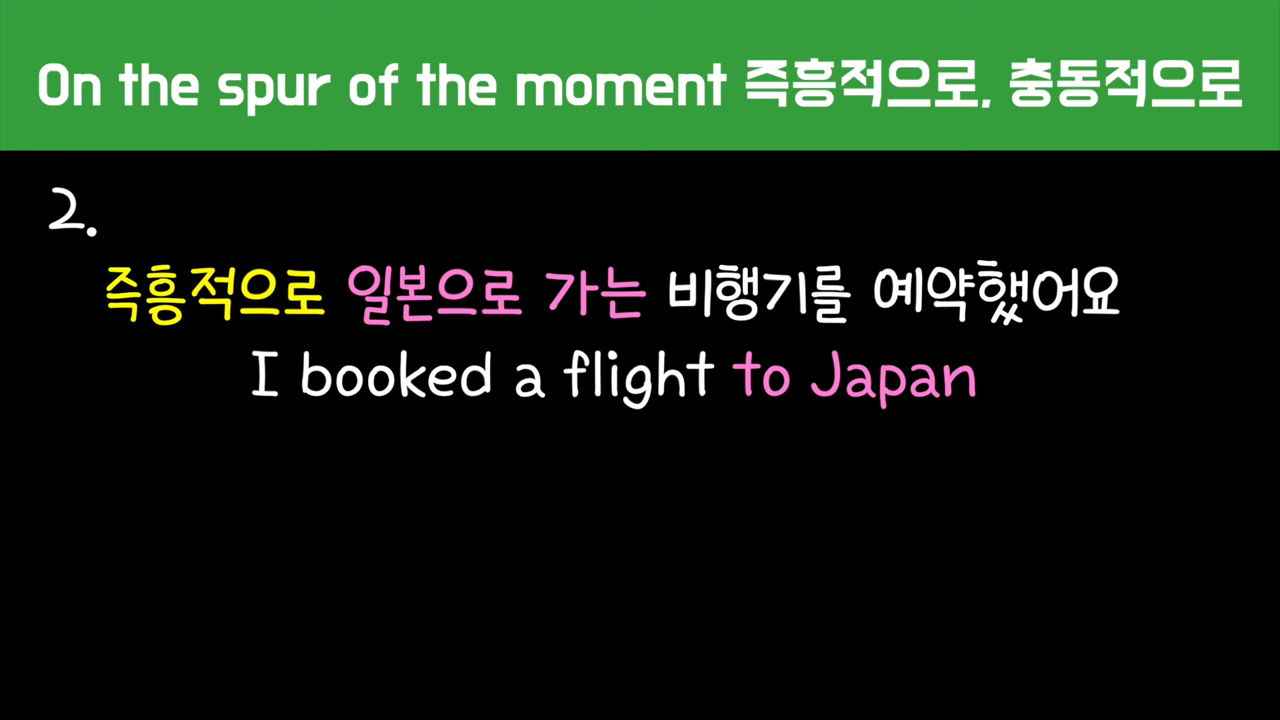 On the spur of the moment 즉흥적으로, 충동적으로
2.
즉흥적으로 일본으로 가는 비행기를 예약했어요
I booked a flight to Japan